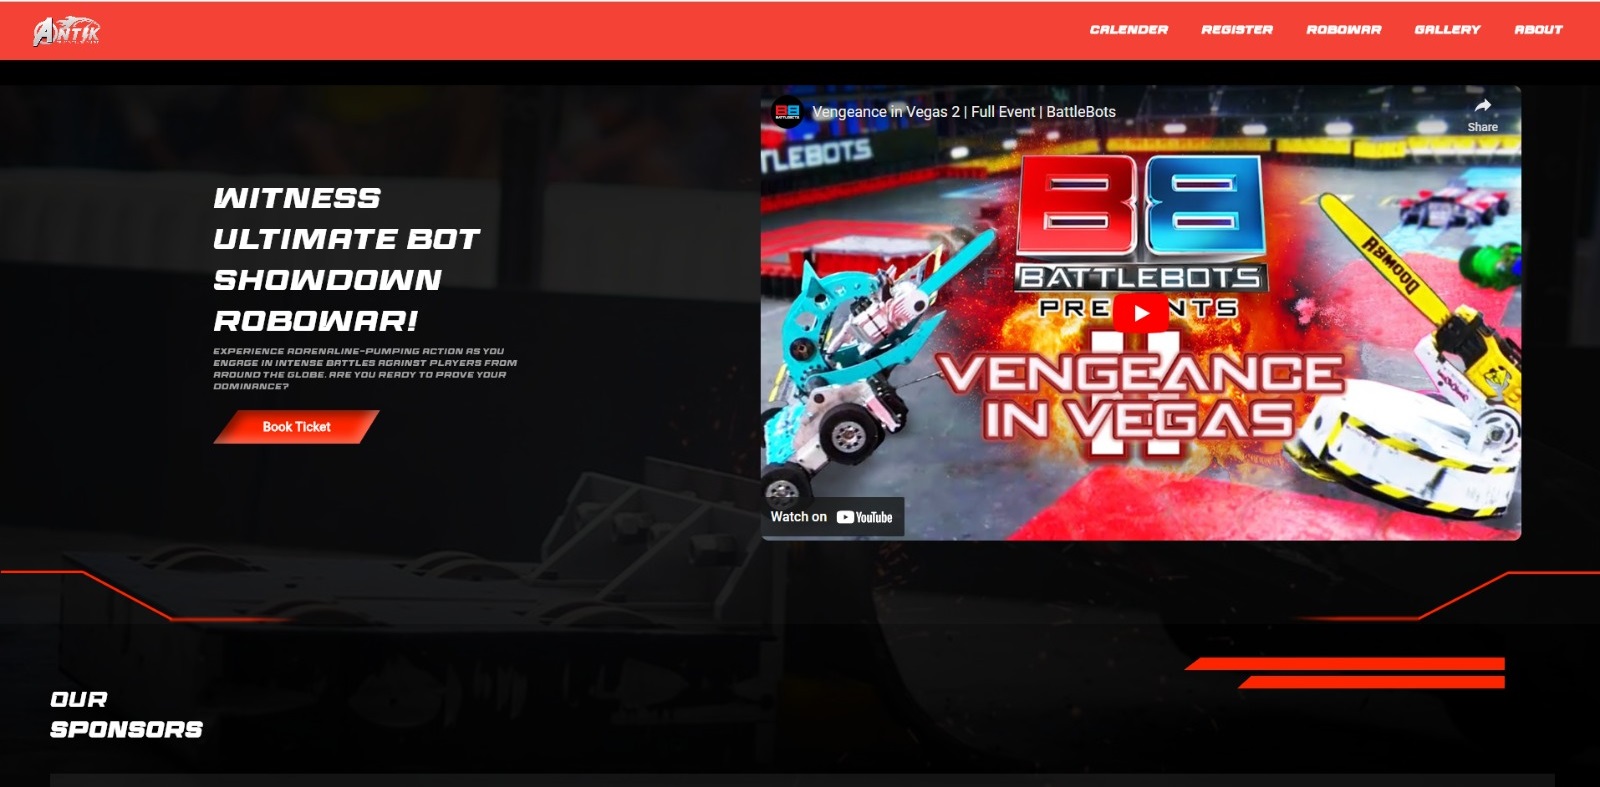 ANTIK
CALENDER REGISTER ROBOWAR GALLERY ABOUT
WITNESS
ULTIMATE BOT
SHOWDOWN
ROBOWAR!
EXPERIENCE ADRENALINE-PUMPING ACTION AS YOU
ENGAGE IN INTENSE BATTLES AGAINST PLAYERS FROM
AROUND THE GLOBE. ARE YOU READY TO PROVE YOUR
DOMINANCE?
Book Ticket
BB
BATTLEBOTS
Vengeance in Vegas 2 | Full Event | BattleBots
Share
TLEBOTS
BB
BATTLEBOTS
PRE NTS
II
VENGEANCE
IN VEGAS
Watch on YouTube
OUR
SPONSORS